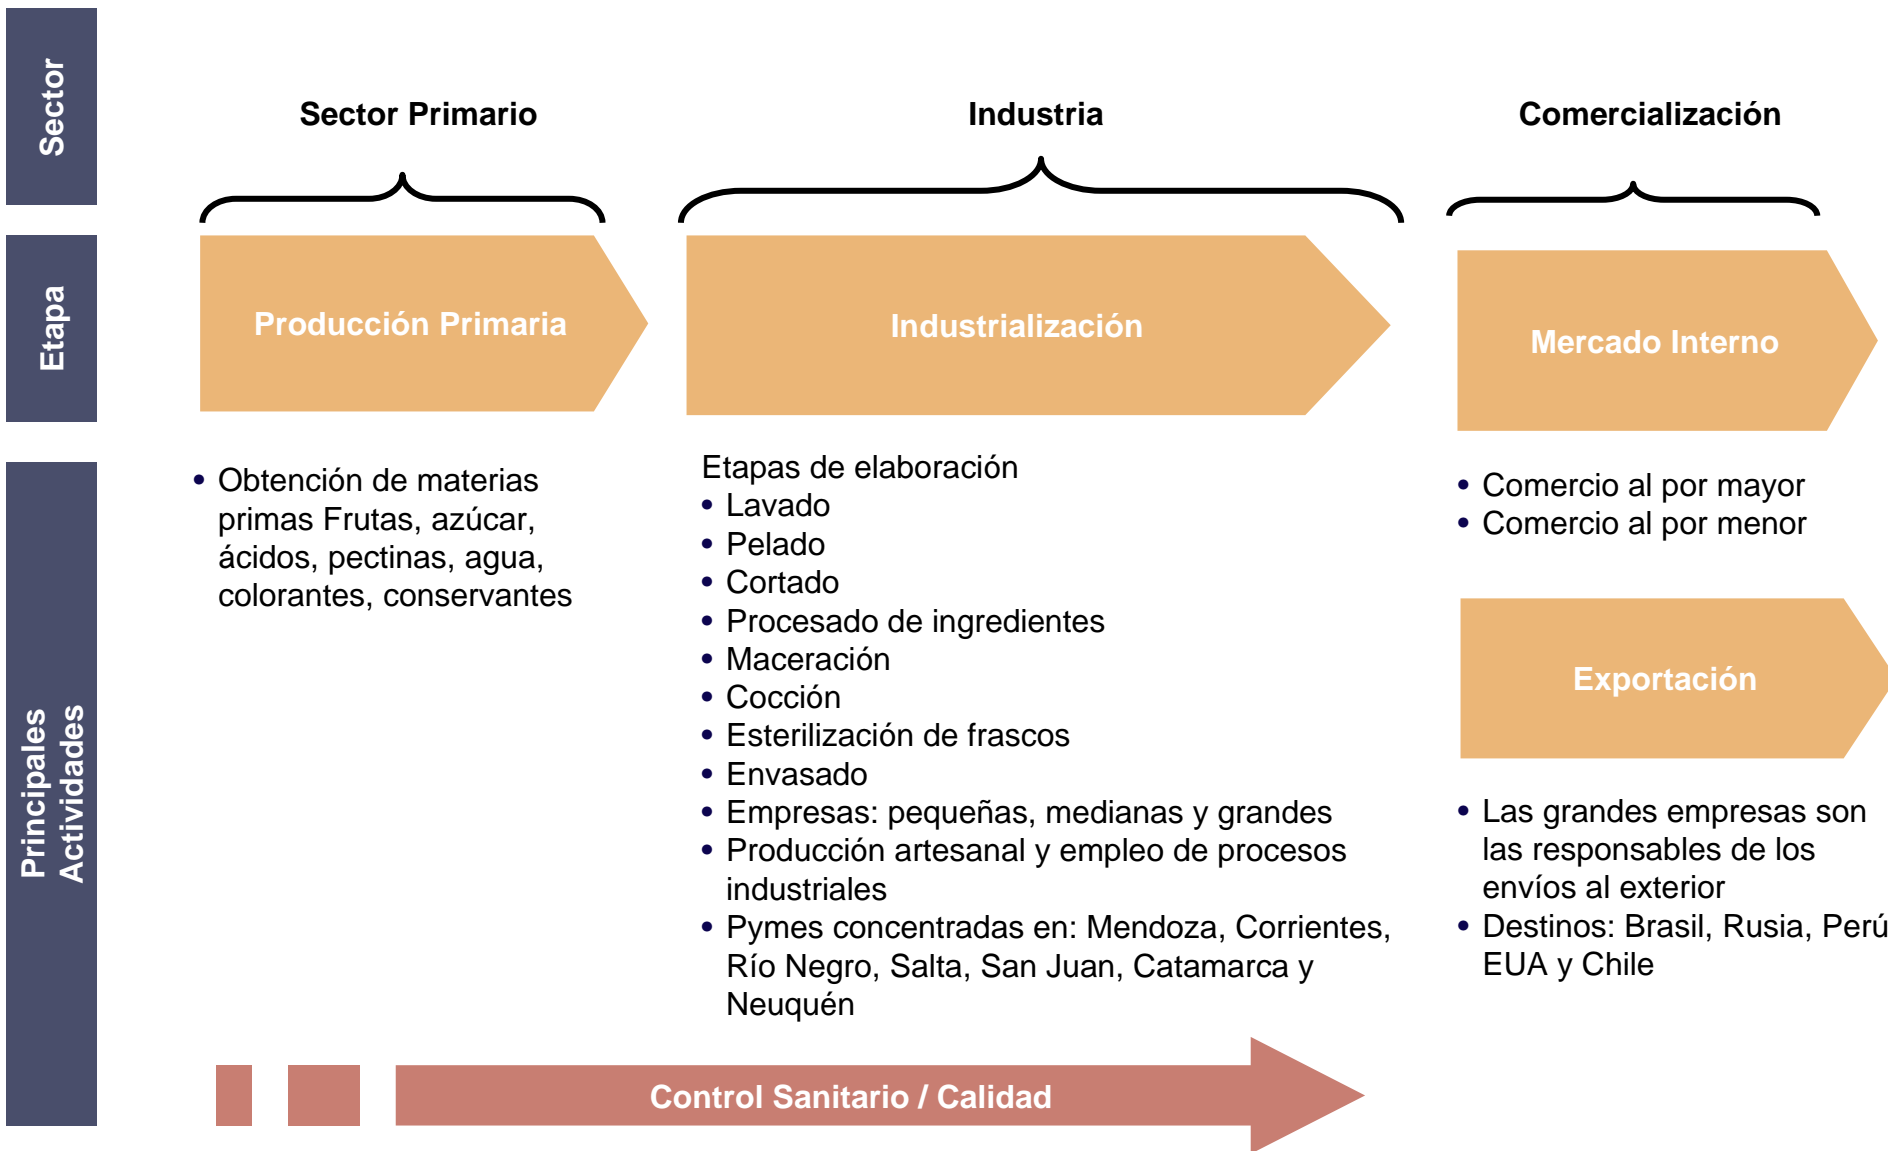 Sector
Sector Primario
Industria
Comercialización
Etapa
Producción Primaria
Industrialización
Mercado Interno
Principales
Actividades
• Obtención de materias
primas Frutas, azúcar,
ácidos, pectinas, agua,
colorantes, conservantes
Etapas de elaboración
• Lavado
• Pelado
• Cortado
• Procesado de ingredientes
• Maceración
• Cocción
• Esterilización de frascos
• Envasado
• Empresas: pequeñas, medianas y grandes
• Producción artesanal y empleo de procesos
industriales
• Pymes concentradas en: Mendoza, Corrientes,
Río Negro, Salta, San Juan, Catamarca y
Neuquén
• Comercio al por mayor
• Comercio al por menor
Exportación
• Las grandes empresas son
las responsables de los
envíos al exterior
• Destinos: Brasil, Rusia, Perú
EUA y Chile
Control Sanitario / Calidad